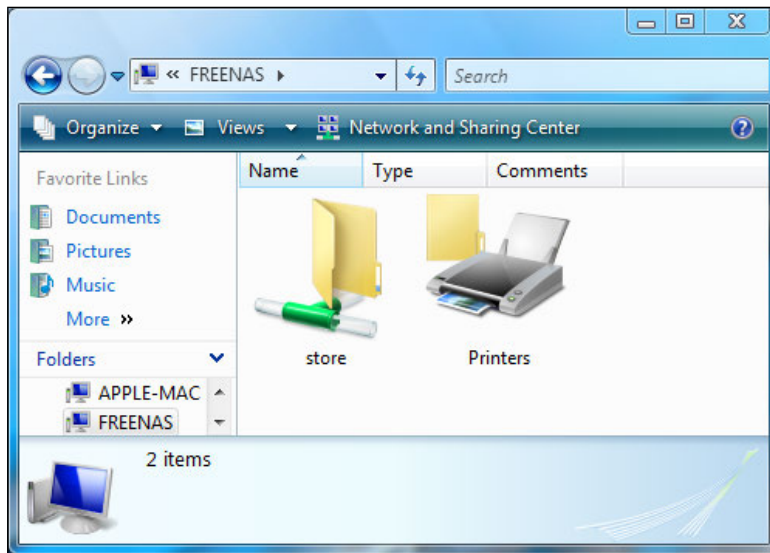 « FREENAS
Search
Organize Views Network and Sharing Center
Favorite Links
Documents
Pictures
Music
More »
Folders
APPLE-MAC
FREENAS
Name Type Comments
store Printers
2 items